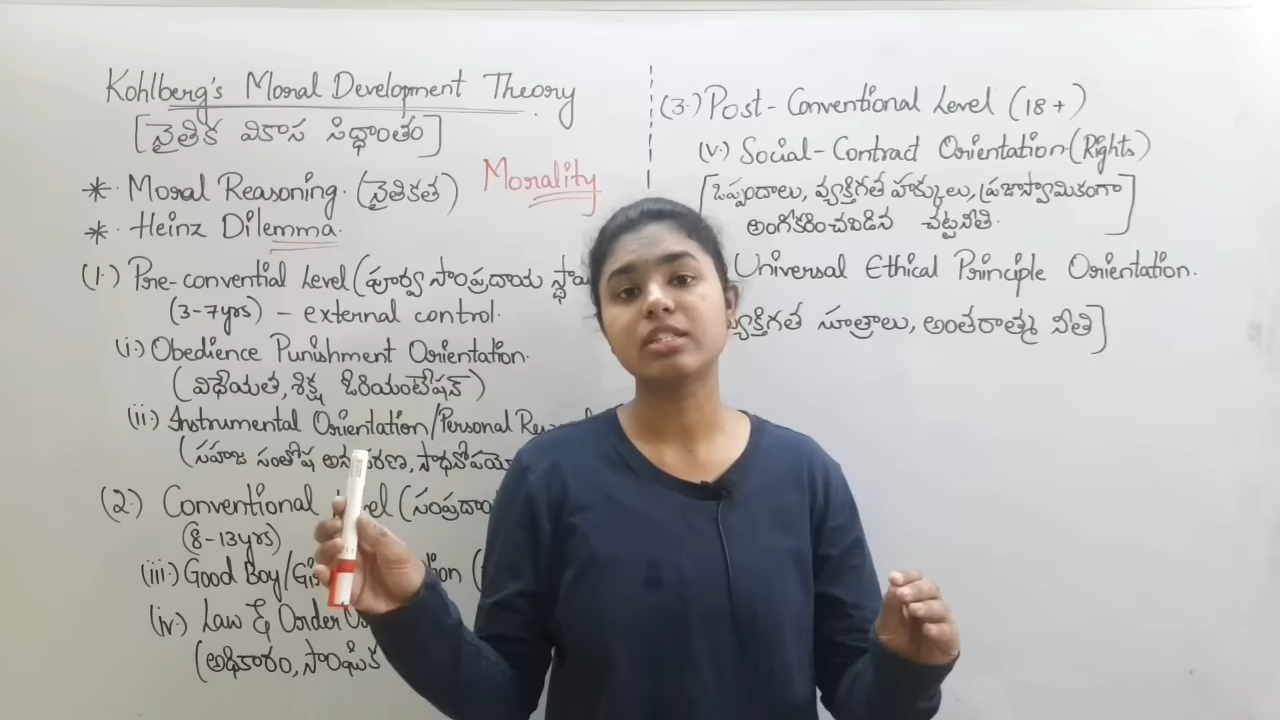 Kohlberg's Moral Development Theory
[నైతిక వికాస సిద్ధాంతం]
* Moral Reasoning. (నైతికత)
Morality
* Heinz Dilemma.
(1.) Pre-convential Level (పూర్వ సాంప్రదాయ
(3-7yrs) - external control.
(i.) Obedience Punishment Orientation.
(విధేయత, శిక్ష ఓరియంటేషన్)
(ii.) Instrumental Orientation/Personal
(సహజ సంతోష
(2.) Conventional
(8-13yrs)
(iii.) Good Boy/
(iv.) Law & Order
(అధికారం, సాంఘిక
(3.) Post-Conventional Level (18+)
(v.) Social-Contract Orientation.(Rights)
[ఒప్పందాలు, వ్యక్తిగత హక్కులు, ప్రజాస్వామికంగా
అంగీకరించబడిన చట్టనీతి.]
Universal Ethical Principle Orientation.
వ్యక్తిగత సూత్రాలు, అంతరాత్మ నీతి]